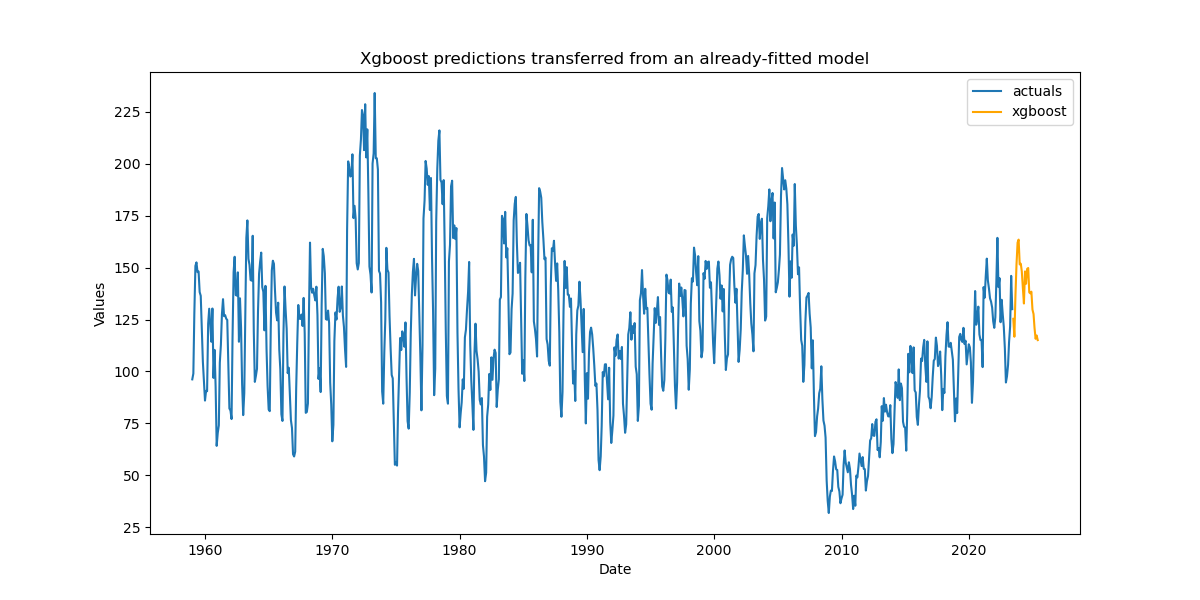 Xgboost predictions transferred from an already-fitted model
actuals
xgboost
225
200
175
150
125
100
75
50
25
Values
1960 1970 1980 1990 2000 2010 2020
Date